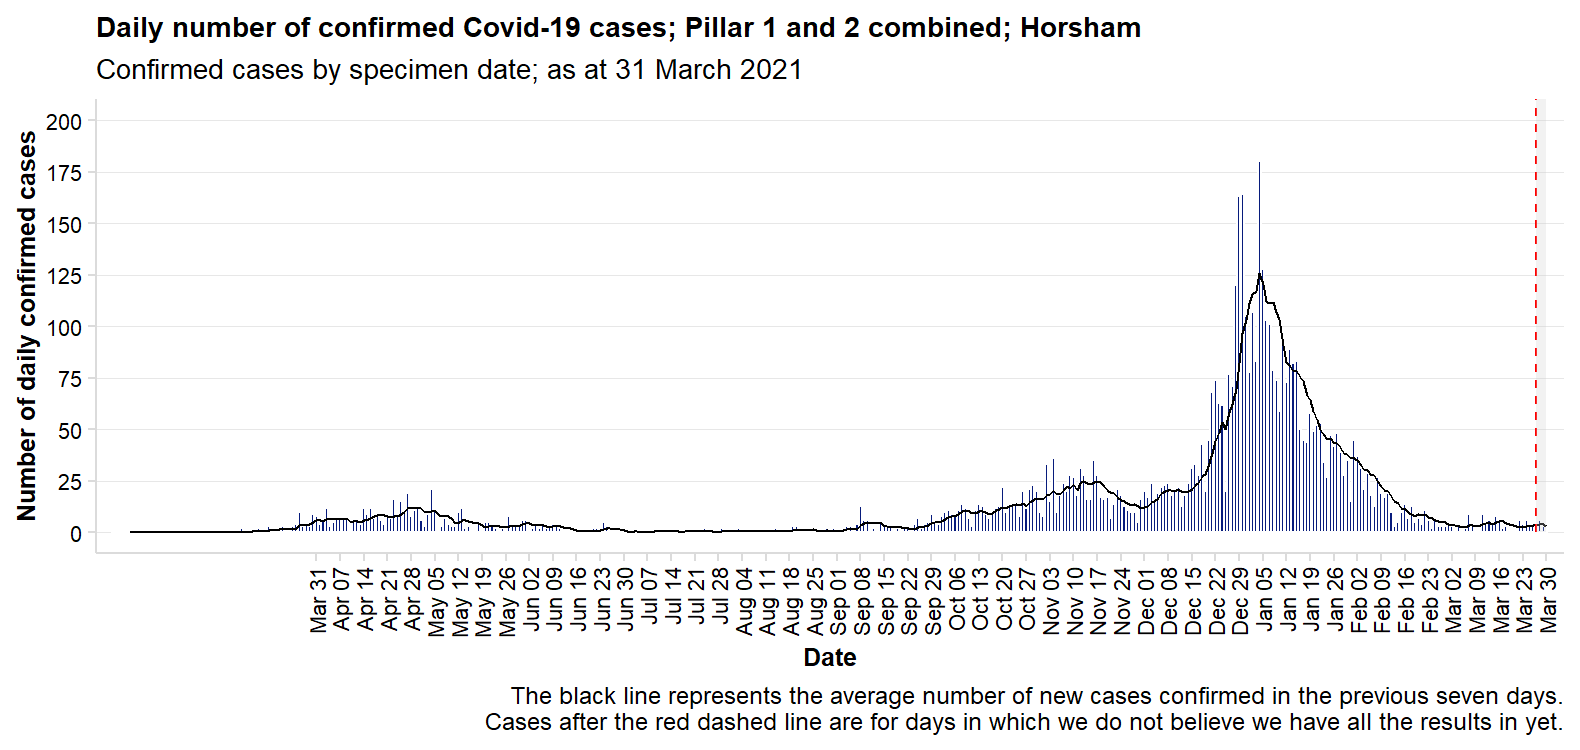 Daily number of confirmed Covid-19 cases; Pillar 1 and 2 combined; Horsham
Confirmed cases by specimen date; as at 31 March 2021
Number of daily confirmed cases
200
175
150
125
100
75
50
25
0
Mar 31
Apr 07
Apr 14
Apr 21
Apr 28
May 05
May 12
May 19
May 26
Jun 02
Jun 09
Jun 16
Jun 23
Jun 30
Jul 07
Jul 14
Jul 21
Jul 28
Aug 04
Aug 11
Aug 18
Aug 25
Sep 01
Sep 08
Sep 15
Sep 22
Sep 29
Oct 06
Oct 13
Oct 20
Oct 27
Nov 03
Nov 10
Nov 17
Nov 24
Dec 01
Dec 08
Dec 15
Dec 22
Dec 29
Jan 05
Jan 12
Jan 19
Jan 26
Feb 02
Feb 09
Feb 16
Feb 23
Mar 02
Mar 09
Mar 16
Mar 23
Mar 30
Date
The black line represents the average number of new cases confirmed in the previous seven days.
Cases after the red dashed line are for days in which we do not believe we have all the results in yet.